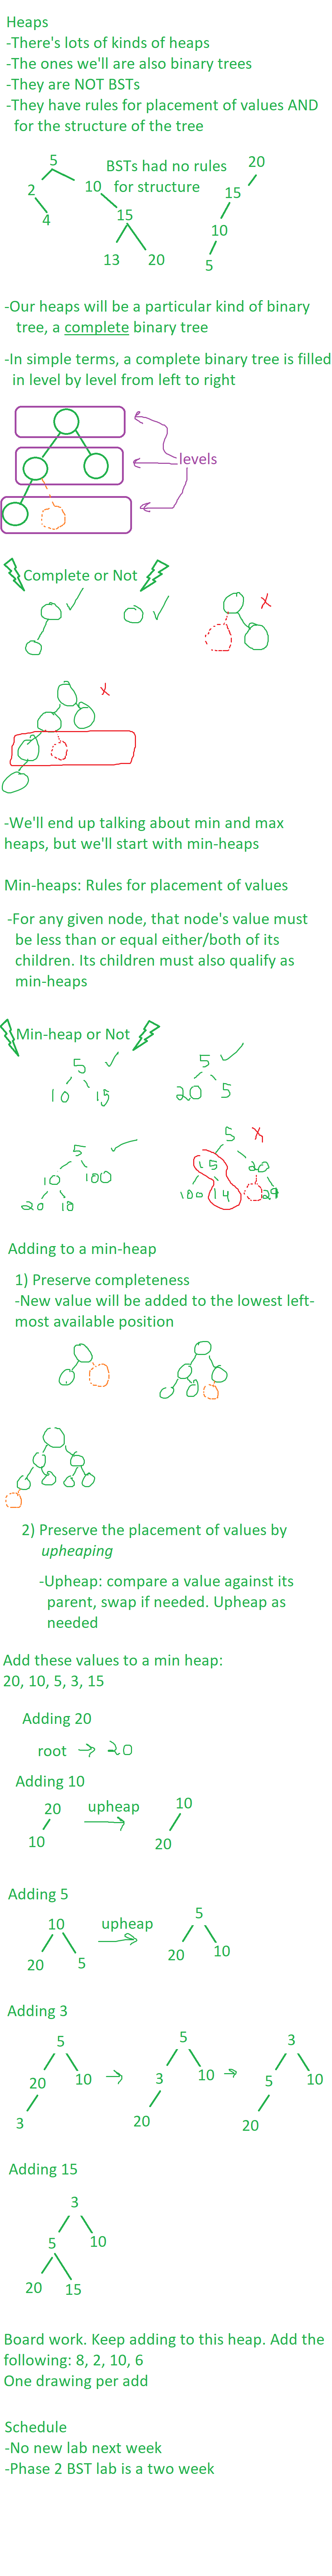 Heaps
-There's lots of kinds of heaps
-The ones we'll are also binary trees
-They are NOT BSTs
-They have rules for placement of values AND
for the structure of the tree
5
2 10
4 15
13 20
BSTs had no rules
for structure
20
15
10
5
-Our heaps will be a particular kind of binary
tree, a complete binary tree
-In simple terms, a complete binary tree is filled
in level by level from left to right
levels
Complete or Not
-We'll end up talking about min and max
heaps, but we'll start with min-heaps
Min-heaps: Rules for placement of values
-For any given node, that node's value must
be less than or equal either/both of its
children. Its children must also qualify as
min-heaps
Min-heap or Not
5
10 15
5
20 5
5
10 100
20 10
5
15 20
100 14 29
Adding to a min-heap
1) Preserve completeness
-New value will be added to the lowest left-
most available position
2) Preserve the placement of values by
upheaping
-Upheap: compare a value against its
parent, swap if needed. Upheap as
needed
Add these values to a min heap:
20, 10, 5, 3, 15
Adding 20
root → 20
Adding 10
20 upheap 10
10 20
Adding 5
10 upheap 5
20 5 20 10
Adding 3
5 5 3
20 10 3 10 5 10
3 20 20
Adding 15
3
5 10
20 15
Board work. Keep adding to this heap. Add the
following: 8, 2, 10, 6
One drawing per add
Schedule
-No new lab next week
-Phase 2 BST lab is a two week